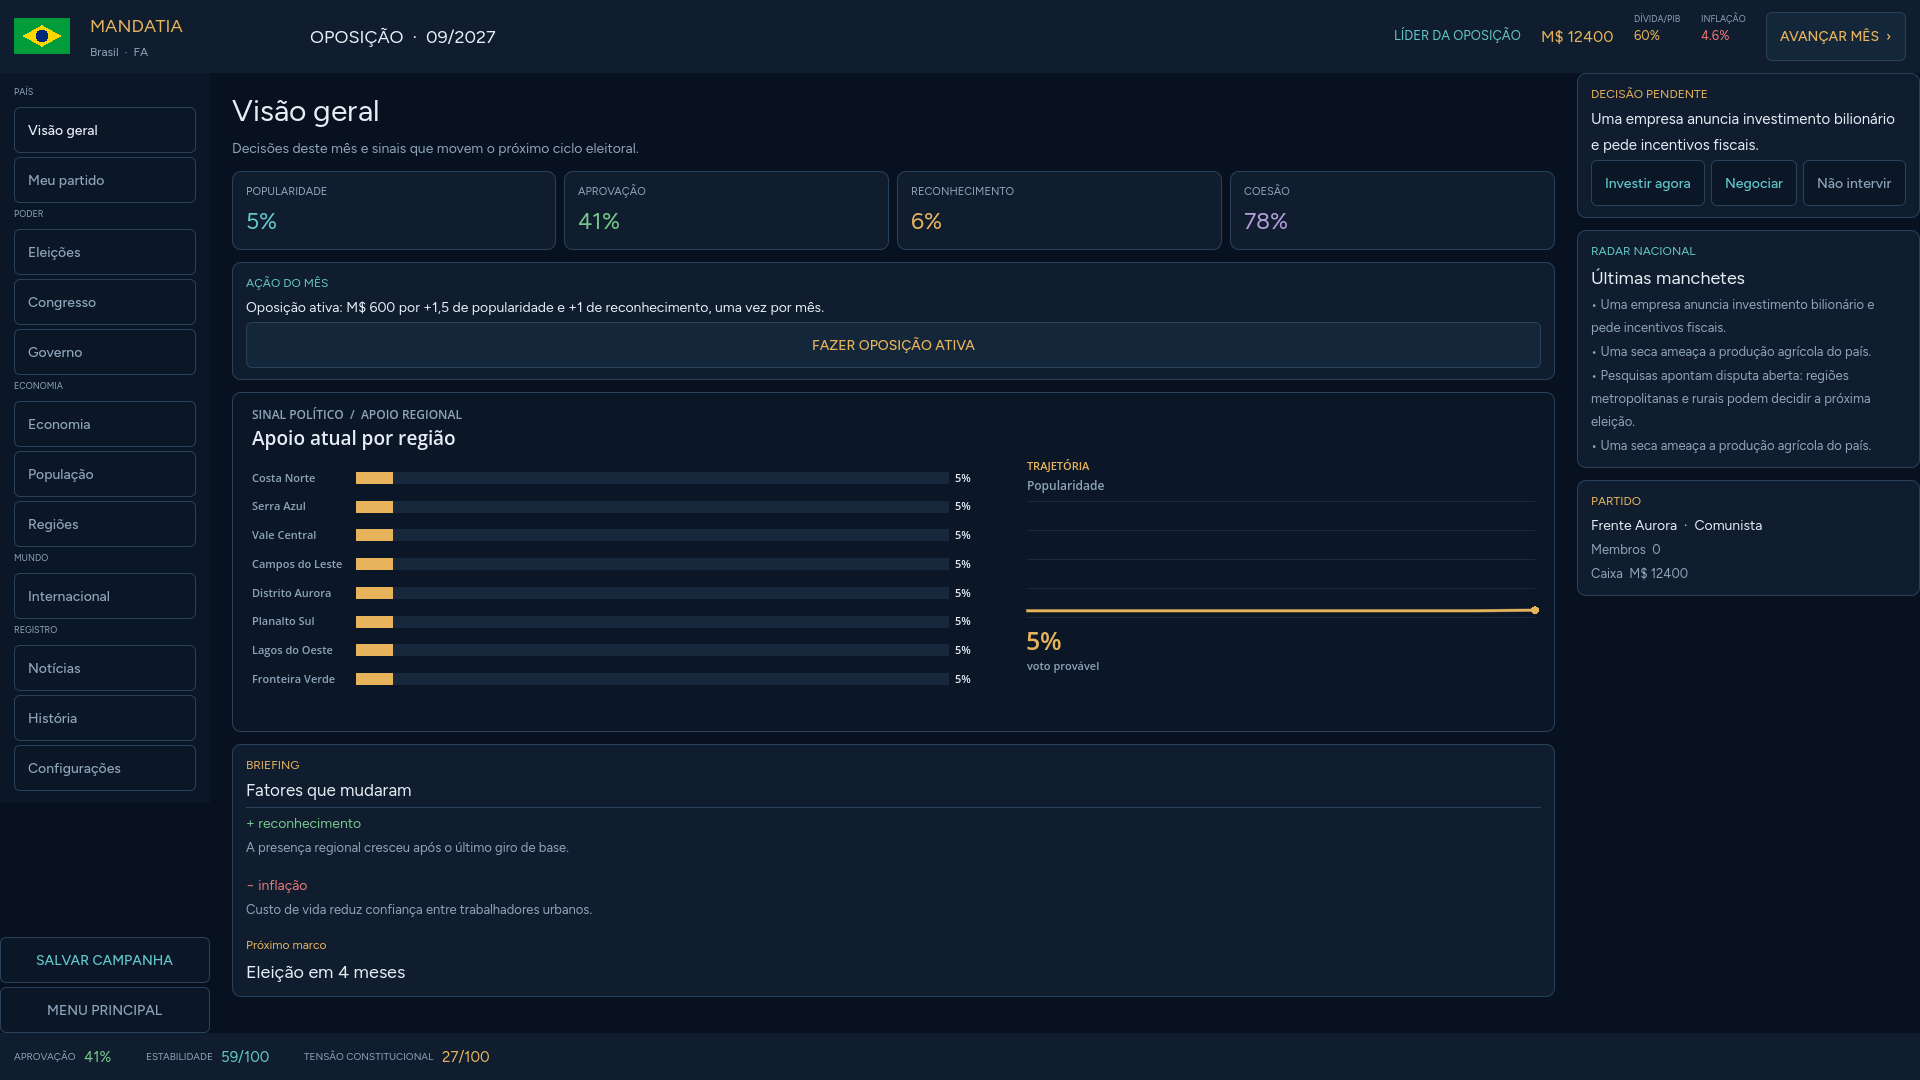 MANDATIA
Brasil · FA
OPOSIÇÃO · 09/2027
LÍDER DA OPOSIÇÃO
M$ 12400
DÍVIDA/PIB
60%
INFLAÇÃO
4.6%
AVANÇAR MÊS ›
PAÍS
Visão geral
Meu partido
PODER
Eleições
Congresso
Governo
ECONOMIA
Economia
População
Regiões
MUNDO
Internacional
REGISTRO
Notícias
História
Configurações
SALVAR CAMPANHA
MENU PRINCIPAL
Visão geral
Decisões deste mês e sinais que movem o próximo ciclo eleitoral.
POPULARIDADE
5%
APROVAÇÃO
41%
RECONHECIMENTO
6%
COESÃO
78%
AÇÃO DO MÊS
Oposição ativa: M$ 600 por +1,5 de popularidade e +1 de reconhecimento, uma vez por mês.
FAZER OPOSIÇÃO ATIVA
SINAL POLÍTICO / APOIO REGIONAL
Apoio atual por região
Costa Norte 5%
Serra Azul 5%
Vale Central 5%
Campos do Leste 5%
Distrito Aurora 5%
Planalto Sul 5%
Lagos do Oeste 5%
Fronteira Verde 5%
TRAJETÓRIA
Popularidade
5%
voto provável
BRIEFING
Fatores que mudaram
+ reconhecimento
A presença regional cresceu após o último giro de base.
− inflação
Custo de vida reduz confiança entre trabalhadores urbanos.
Próximo marco
Eleição em 4 meses
DECISÃO PENDENTE
Uma empresa anuncia investimento bilionário
e pede incentivos fiscais.
Investir agora
Negociar
Não intervir
RADAR NACIONAL
Últimas manchetes
• Uma empresa anuncia investimento bilionário e
pede incentivos fiscais.
• Uma seca ameaça a produção agrícola do país.
• Pesquisas apontam disputa aberta: regiões
metropolitanas e rurais podem decidir a próxima
eleição.
• Uma seca ameaça a produção agrícola do país.
PARTIDO
Frente Aurora · Comunista
Membros 0
Caixa M$ 12400
APROVAÇÃO 41%
ESTABILIDADE 59/100
TENSÃO CONSTITUCIONAL 27/100